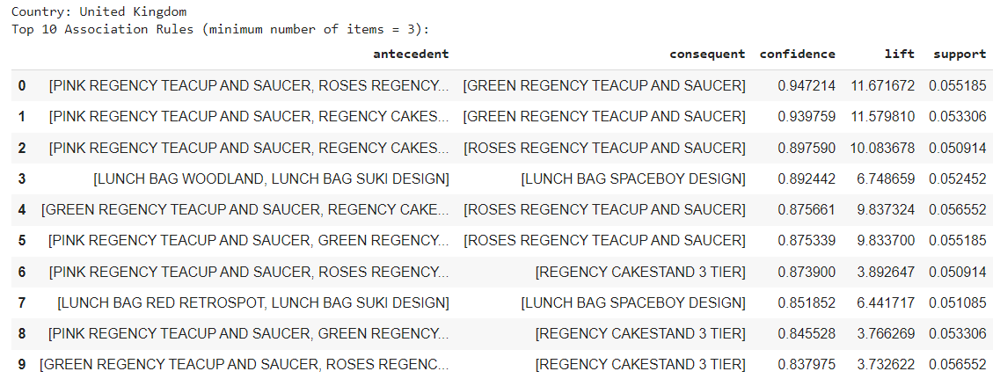 Country: United Kingdom
Top 10 Association Rules (minimum number of items = 3):
antecedent consequent confidence lift support
0 [PINK REGENCY TEACUP AND SAUCER, ROSES REGENCY... [GREEN REGENCY TEACUP AND SAUCER] 0.947214 11.671672 0.055185
1 [PINK REGENCY TEACUP AND SAUCER, REGENCY CAKES... [GREEN REGENCY TEACUP AND SAUCER] 0.939759 11.579810 0.053306
2 [PINK REGENCY TEACUP AND SAUCER, REGENCY CAKES... [ROSES REGENCY TEACUP AND SAUCER] 0.897590 10.083678 0.050914
3 [LUNCH BAG WOODLAND, LUNCH BAG SUKI DESIGN] [LUNCH BAG SPACEBOY DESIGN] 0.892442 6.748659 0.052452
4 [GREEN REGENCY TEACUP AND SAUCER, REGENCY CAKE... [ROSES REGENCY TEACUP AND SAUCER] 0.875661 9.837324 0.056552
5 [PINK REGENCY TEACUP AND SAUCER, GREEN REGENCY... [ROSES REGENCY TEACUP AND SAUCER] 0.875339 9.833700 0.055185
6 [PINK REGENCY TEACUP AND SAUCER, ROSES REGENCY... [REGENCY CAKESTAND 3 TIER] 0.873900 3.892647 0.050914
7 [LUNCH BAG RED RETROSPOT, LUNCH BAG SUKI DESIGN] [LUNCH BAG SPACEBOY DESIGN] 0.851852 6.441717 0.051085
8 [PINK REGENCY TEACUP AND SAUCER, GREEN REGENCY... [REGENCY CAKESTAND 3 TIER] 0.845528 3.766269 0.053306
9 [GREEN REGENCY TEACUP AND SAUCER, ROSES REGENC... [REGENCY CAKESTAND 3 TIER] 0.837975 3.732622 0.056552